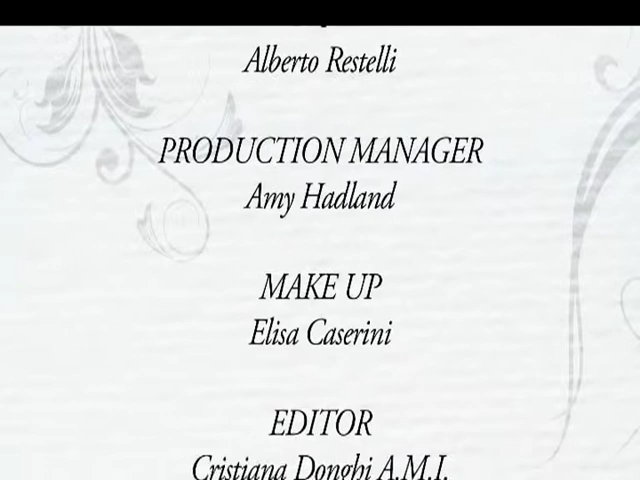 Alberto Restelli
PRODUCTION MANAGER
Amy Hadland
MAKE UP
Elisa Caserini
EDITOR
Cristiana Donghi A.M.I.